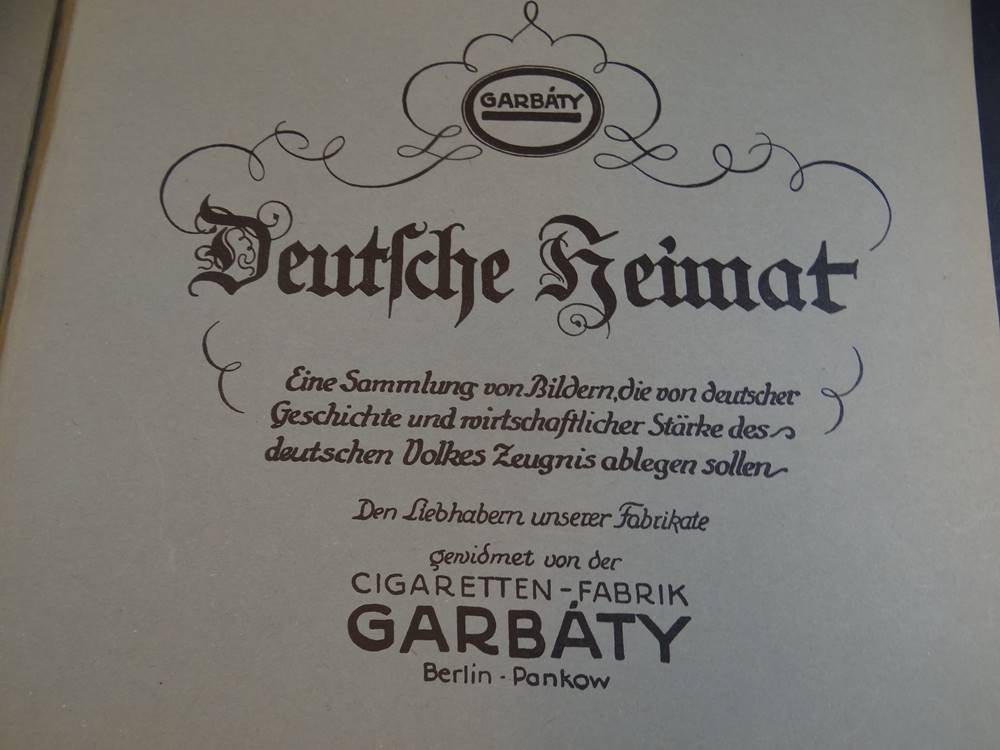 GARBÁTY
Deutsche Heimat
Eine Sammlung von Bildern, die von deutscher
Geschichte und wirtschaftlicher Stärke des
deutschen Volkes Zeugnis ablegen sollen
Den Liebhabern unserer Fabrikate
gewidmet von der
CIGARETTEN-FABRIK
GARBÁTY
Berlin-Pankow